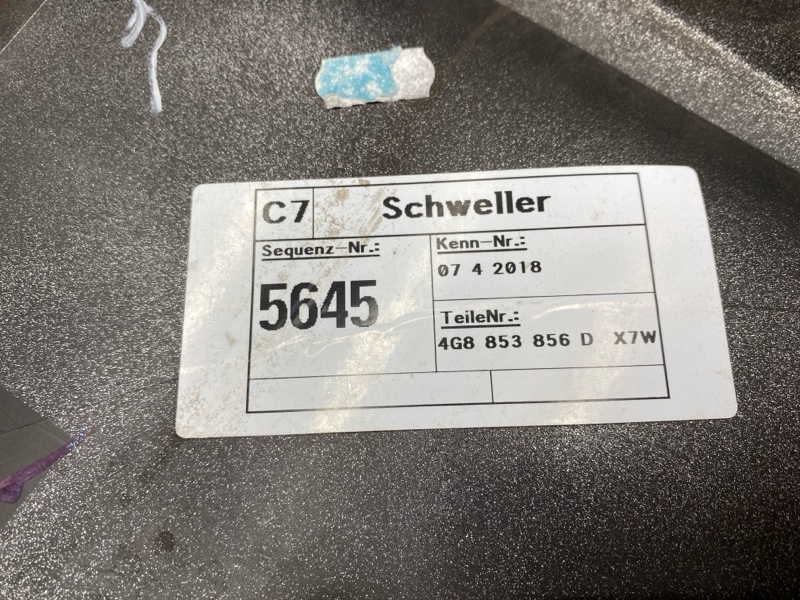 C7 Schweller
Sequenz-Nr.:
5645
Kenn-Nr.:
07 4 2018
TeileNr.:
4G8 853 856 D X7W